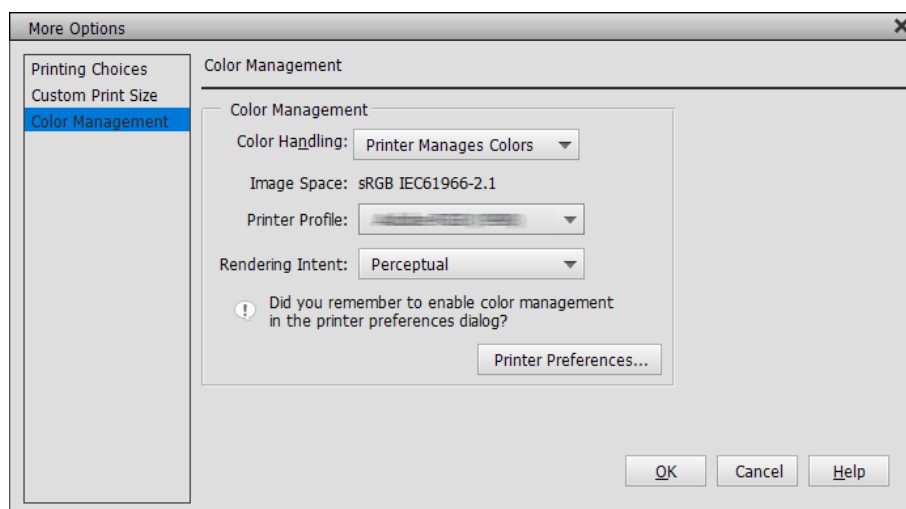 More Options
Printing Choices
Custom Print Size
Color Management
Color Management
Color Management
Color Handling: Printer Manages Colors
Image Space: sRGB IEC61966-2.1
Printer Profile:
Rendering Intent: Perceptual
Did you remember to enable color management
in the printer preferences dialog?
Printer Preferences...
OK Cancel Help